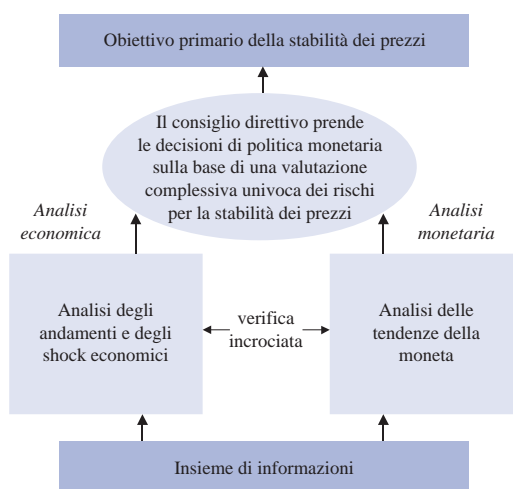 Obiettivo primario della stabilità dei prezzi
Il consiglio direttivo prende
le decisioni di politica monetaria
sulla base di una valutazione
complessiva univoca dei rischi
per la stabilità dei prezzi
Analisi
economica
Analisi
monetaria
Analisi degli
andamenti e degli
shock economici
verifica
incrociata
Analisi delle
tendenze della
moneta
Insieme di informazioni